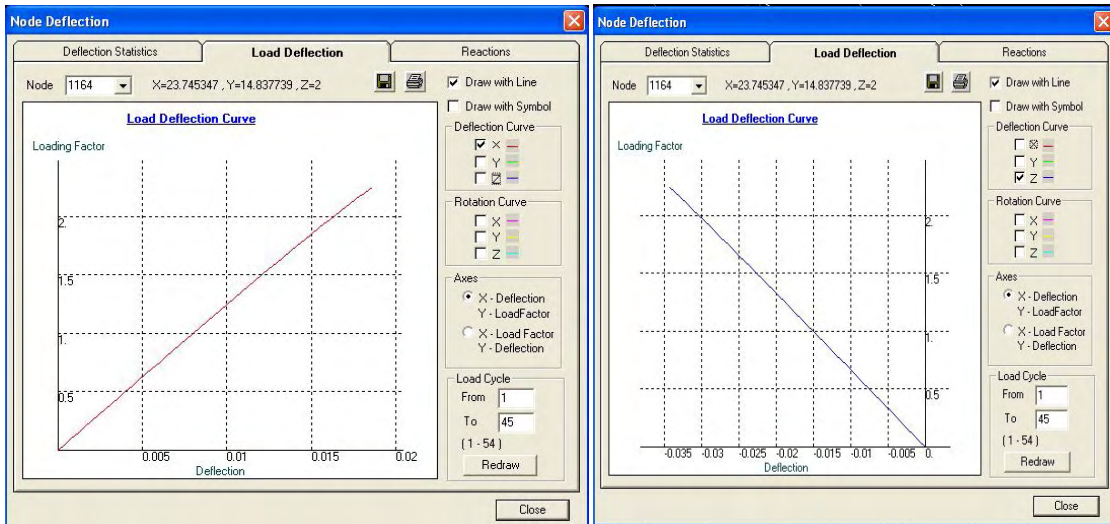 Node Deflection
Deflection Statistics Load Deflection Reactions
Node 1164 X=23.745347 , Y=14.837739 , Z=2
Draw with Line
Draw with Symbol
Load Deflection Curve
Loading Factor
2.
1.5
1.
0.5
0.005 0.01 0.015 0.02
Deflection
Deflection Curve
X
Y
Z
Rotation Curve
X
Y
Z
Axes
X - Deflection
Y - LoadFactor
X - Load Factor
Y - Deflection
Load Cycle
From 1
To 45
( 1 - 54 )
Redraw
Close
Node Deflection
Deflection Statistics Load Deflection Reactions
Node 1164 X=23.745347 , Y=14.837739 , Z=2
Draw with Line
Draw with Symbol
Load Deflection Curve
Loading Factor
2.
1.5
1.
0.5
-0.035 -0.03 -0.025 -0.02 -0.015 -0.01 -0.005 0.
Deflection
Deflection Curve
X
Y
Z
Rotation Curve
X
Y
Z
Axes
X - Deflection
Y - LoadFactor
X - Load Factor
Y - Deflection
Load Cycle
From 1
To 45
( 1 - 54 )
Redraw
Close